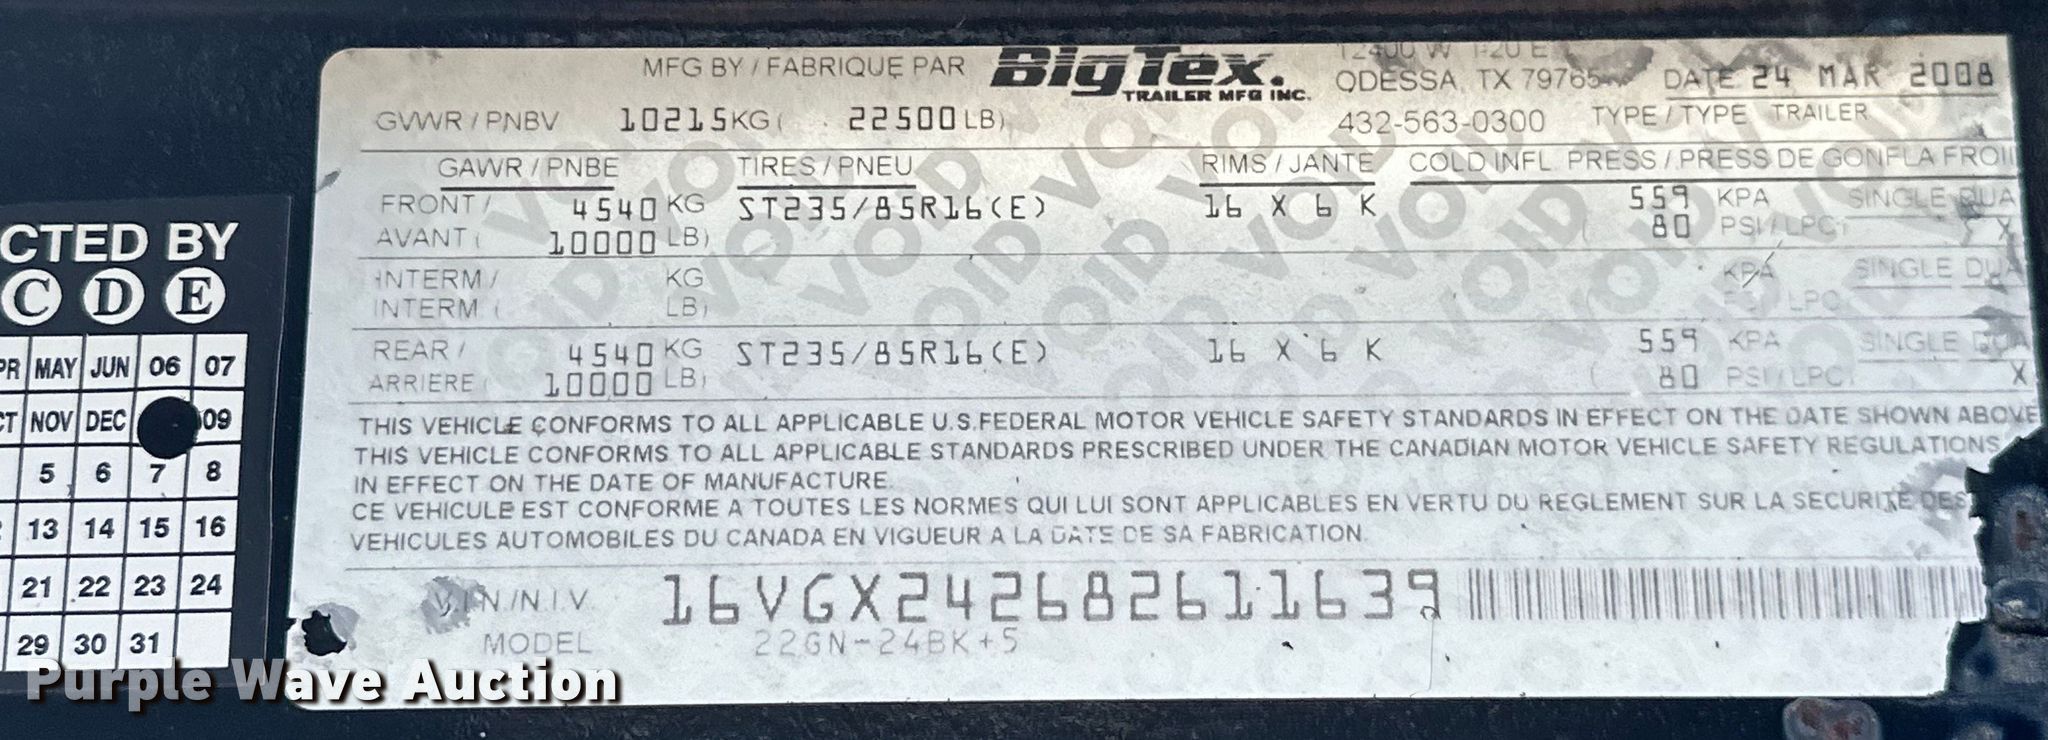 MFG BY / FABRIQUE PAR BigTex. TRAILER MFG INC.
ODESSA, TX 79765 DATE 24 MAR 2008
GVWR / PNBV 10215 KG ( 22500 LB) 432-563-0300 TYPE / TYPE TRAILER
GAWR / PNBE TIRES / PNEU RIMS / JANTE COLD INFL. PRESS / PRESS DE GONFLA FROI
FRONT / 4540 KG ST235/85R16(E) 16 X 6 K 559 KPA SINGLE DUA
AVANT ( 10000 LB) ( 80 PSI / LPC) X
INTERM / KG KPA SINGLE DUA
INTERM ( LB) LPC
REAR / 4540 KG ST235/85R16(E) 16 X 6 K 559 KPA SINGLE DUA
ARRIERE ( 10000 LB) ( 80 PSI / LPC) X
THIS VEHICLE CONFORMS TO ALL APPLICABLE U.S.FEDERAL MOTOR VEHICLE SAFETY STANDARDS IN EFFECT ON THE DATE SHOWN ABOVE
THIS VEHICLE CONFORMS TO ALL APPLICABLE STANDARDS PRESCRIBED UNDER THE CANADIAN MOTOR VEHICLE SAFETY REGULATIONS
IN EFFECT ON THE DATE OF MANUFACTURE.
CE VEHICULE EST CONFORME A TOUTES LES NORMES QUI LUI SONT APPLICABLES EN VERTU DU REGLEMENT SUR LA SECURITE DES
VEHICULES AUTOMOBILES DU CANADA EN VIGUEUR A LA DATE DE SA FABRICATION.
V.I.N./N.I.V. 16VGX242682611639
MODEL 22GN-24BK+5
CTED BY
C D E
PR MAY JUN 06 07
CT NOV DEC 09
5 6 7 8
13 14 15 16
21 22 23 24
29 30 31
Purple Wave Auction